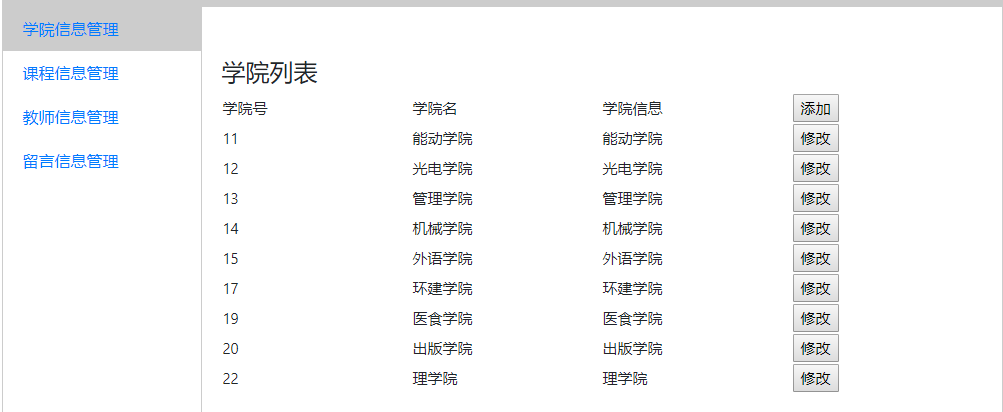 学院信息管理
课程信息管理
教师信息管理
留言信息管理
学院列表
学院号 学院名 学院信息 添加
11 能动学院 能动学院 修改
12 光电学院 光电学院 修改
13 管理学院 管理学院 修改
14 机械学院 机械学院 修改
15 外语学院 外语学院 修改
17 环建学院 环建学院 修改
19 医食学院 医食学院 修改
20 出版学院 出版学院 修改
22 理学院 理学院 修改